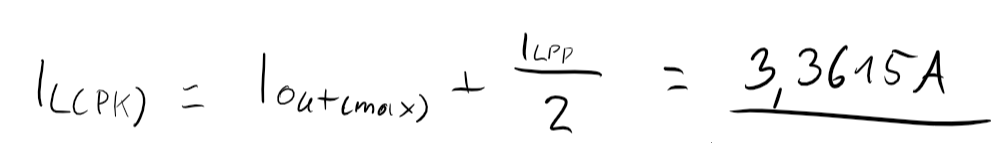 I_L(PK) = I_out(max) + I_LPP / 2 = 3,3615A